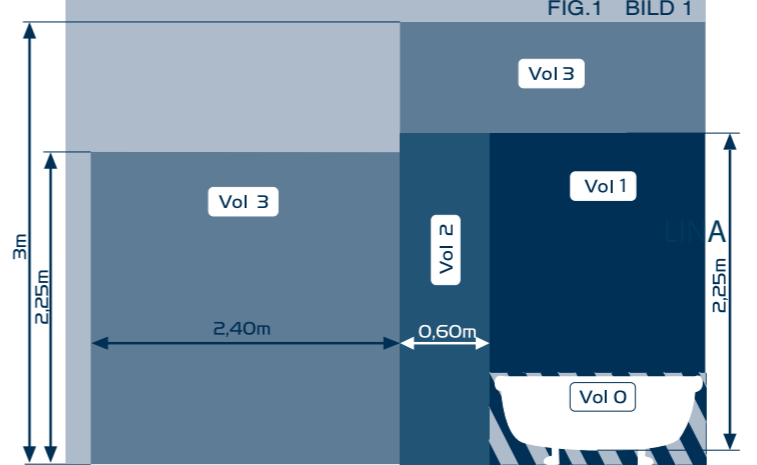 FIG.1 BILD 1
Vol 3
Vol 1
Vol 3
Vol 2
LINA
3m
2,25m
2,25m
2,40m
0,60m
Vol 0